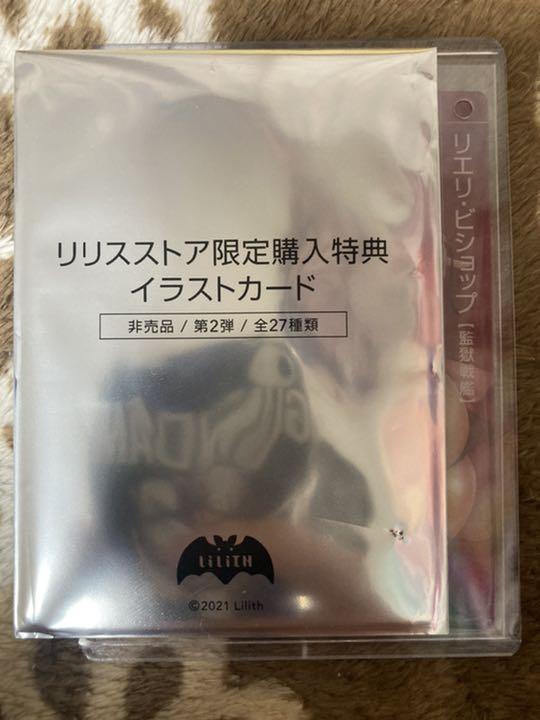 リリスストア限定購入特典
イラストカード
非売品 / 第2弾 / 全27種類
LiLiTH
©2021 Lilith
リエリ・ビショップ【監獄戦艦】